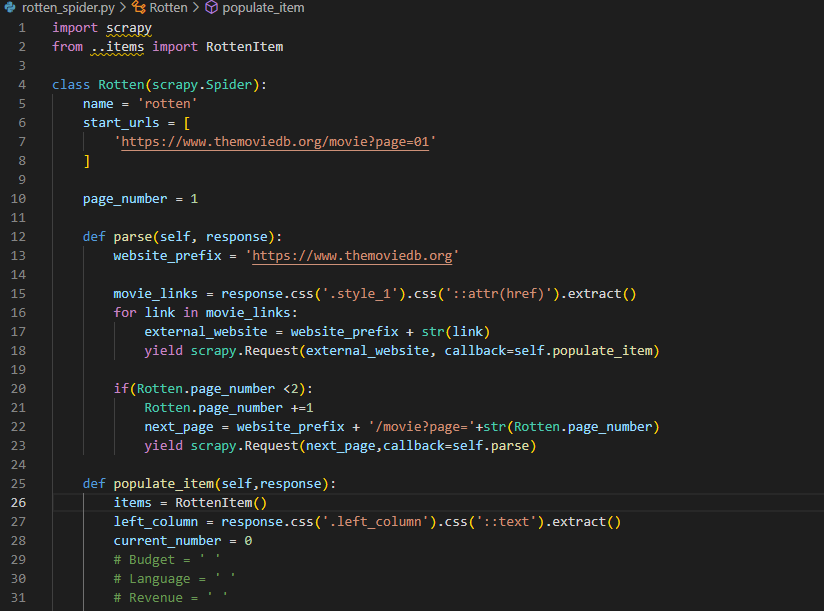 rotten_spider.py > Rotten > populate_item
1 import scrapy
2 from ..items import RottenItem
3
4 class Rotten(scrapy.Spider):
5     name = 'rotten'
6     start_urls = [
7         'https://www.themoviedb.org/movie?page=01'
8     ]
9
10     page_number = 1
11
12     def parse(self, response):
13         website_prefix = 'https://www.themoviedb.org'
14
15         movie_links = response.css('.style_1').css('::attr(href)').extract()
16         for link in movie_links:
17             external_website = website_prefix + str(link)
18             yield scrapy.Request(external_website, callback=self.populate_item)
19
20         if(Rotten.page_number <2):
21             Rotten.page_number +=1
22             next_page = website_prefix + '/movie?page='+str(Rotten.page_number)
23             yield scrapy.Request(next_page,callback=self.parse)
24
25     def populate_item(self,response):
26         items = RottenItem()
27         left_column = response.css('.left_column').css('::text').extract()
28         current_number = 0
29         # Budget = ' '
30         # Language = ' '
31         # Revenue = ' '